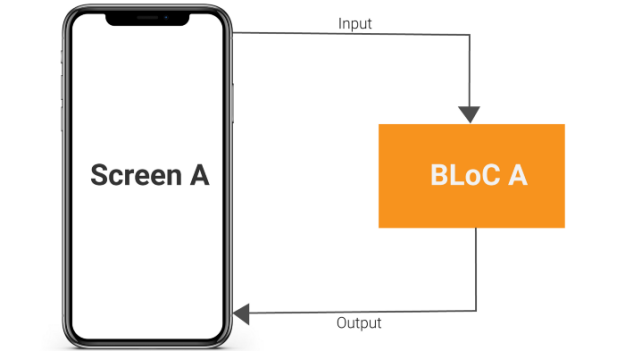 Input
Screen A
BLoC A
Output